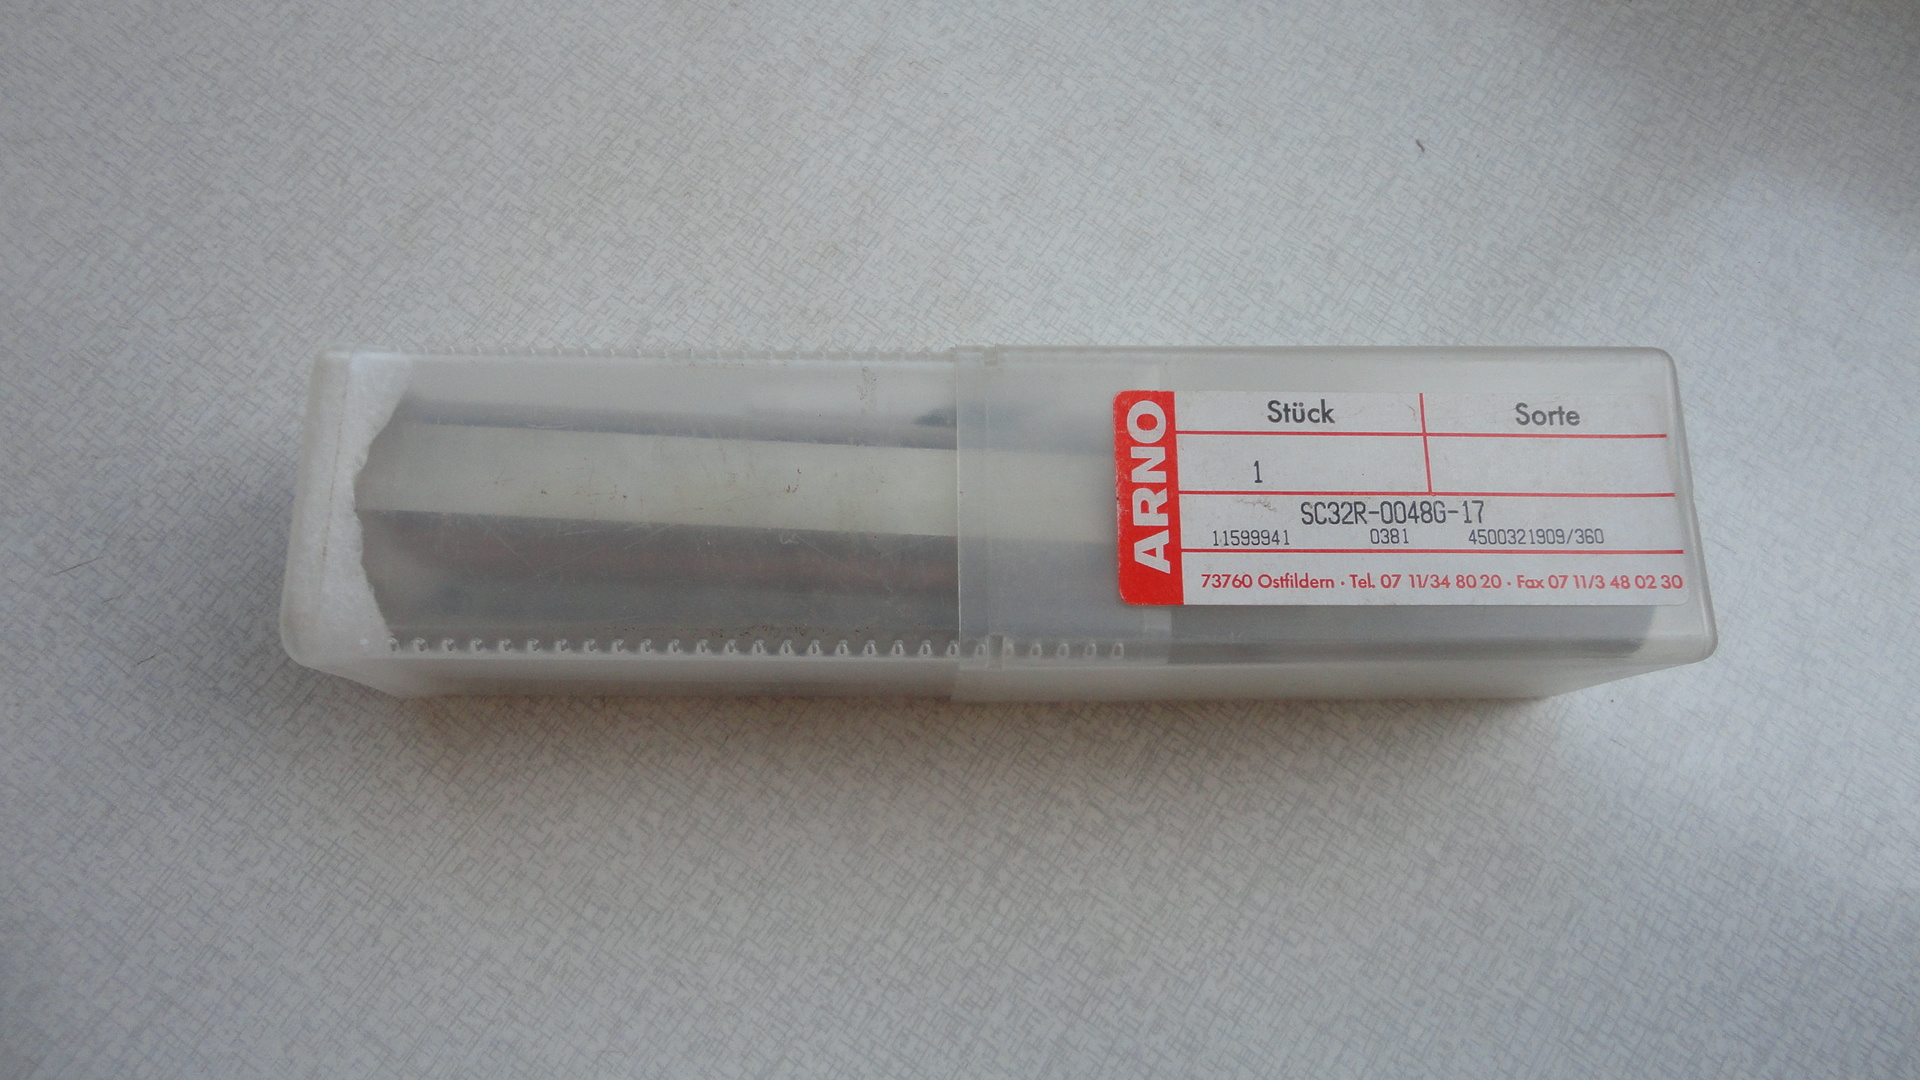 ARNO
Stück Sorte
1
SC32R-0048G-17
11599941 0381 4500321909/360
73760 Ostfildern · Tel. 07 11/34 80 20 · Fax 07 11/3 48 02 30